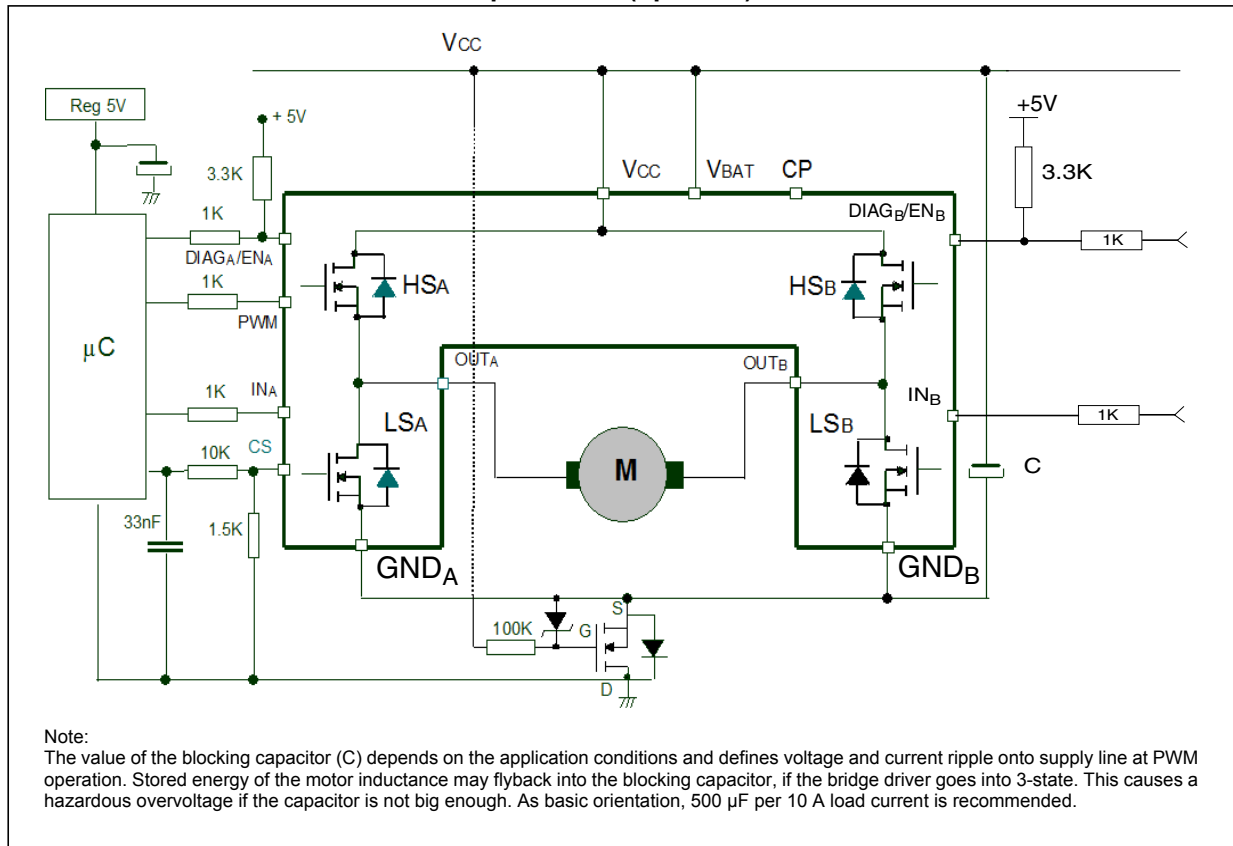 VCC
Reg 5V
+ 5V
+5V
3.3K
3.3K
VCC VBAT CP
DIAGB/ENB
1K
1K
DIAGA/ENA
HSA
HSB
1K
PWM
µC
OUTA
OUTB
1K
INA
INB
1K
LSA
LSB
10K
CS
M
C
33nF
1.5K
GNDA
GNDB
S
100K
G
D
Note:
The value of the blocking capacitor (C) depends on the application conditions and defines voltage and current ripple onto supply line at PWM
operation. Stored energy of the motor inductance may flyback into the blocking capacitor, if the bridge driver goes into 3-state. This causes a
hazardous overvoltage if the capacitor is not big enough. As basic orientation, 500 µF per 10 A load current is recommended.